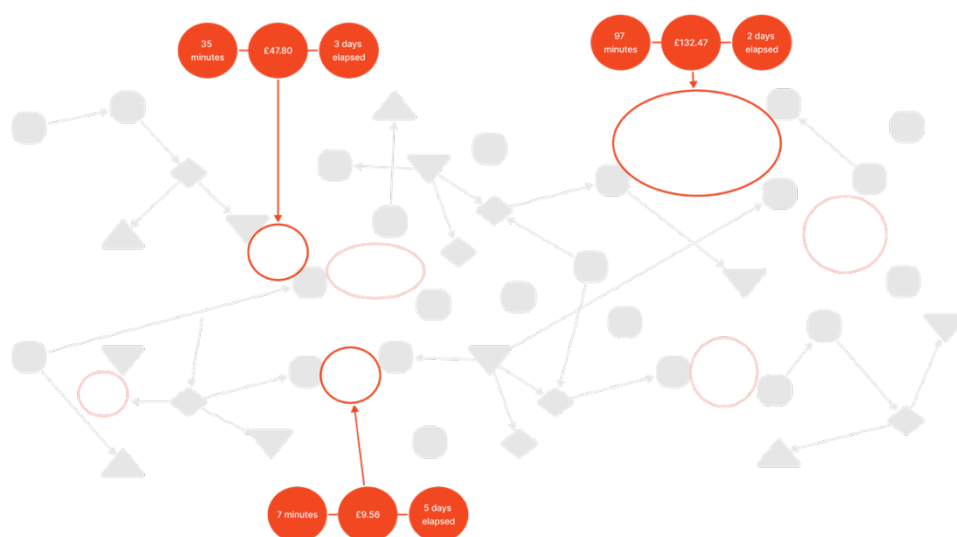 35
minutes
£47.80
3 days
elapsed
97
minutes
£132.47
2 days
elapsed
7 minutes
£9.56
5 days
elapsed